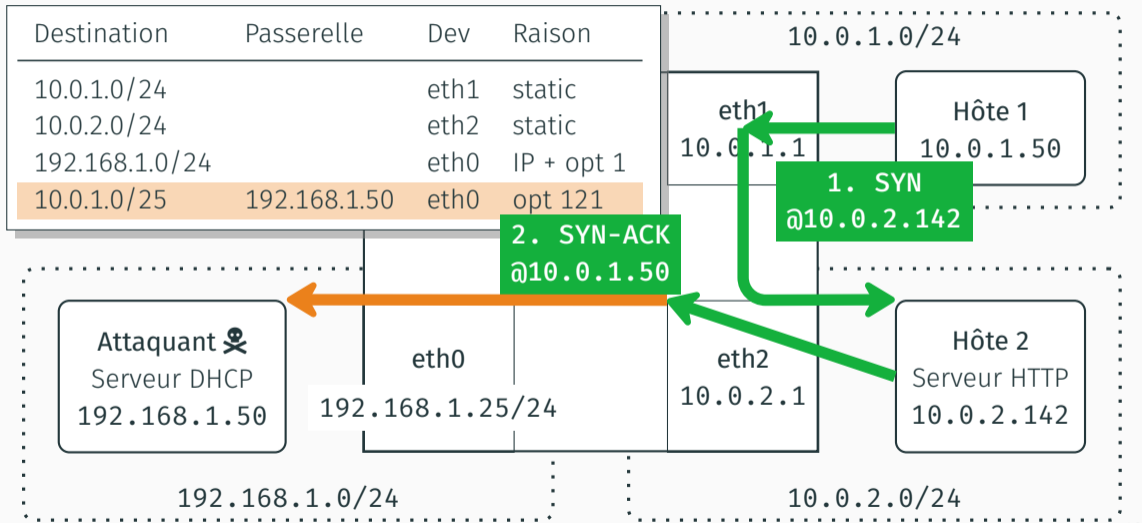 Destination Passerelle Dev Raison
10.0.1.0/24 eth1 static
10.0.2.0/24 eth2 static
192.168.1.0/24 eth0 IP + opt 1
10.0.1.0/25 192.168.1.50 eth0 opt 121
10.0.1.0/24
eth1
10.0.1.1
Hôte 1
10.0.1.50
1. SYN
@10.0.2.142
2. SYN-ACK
@10.0.1.50
Attaquant ☠
Serveur DHCP
192.168.1.50
eth0
192.168.1.25/24
eth2
10.0.2.1
Hôte 2
Serveur HTTP
10.0.2.142
192.168.1.0/24
10.0.2.0/24